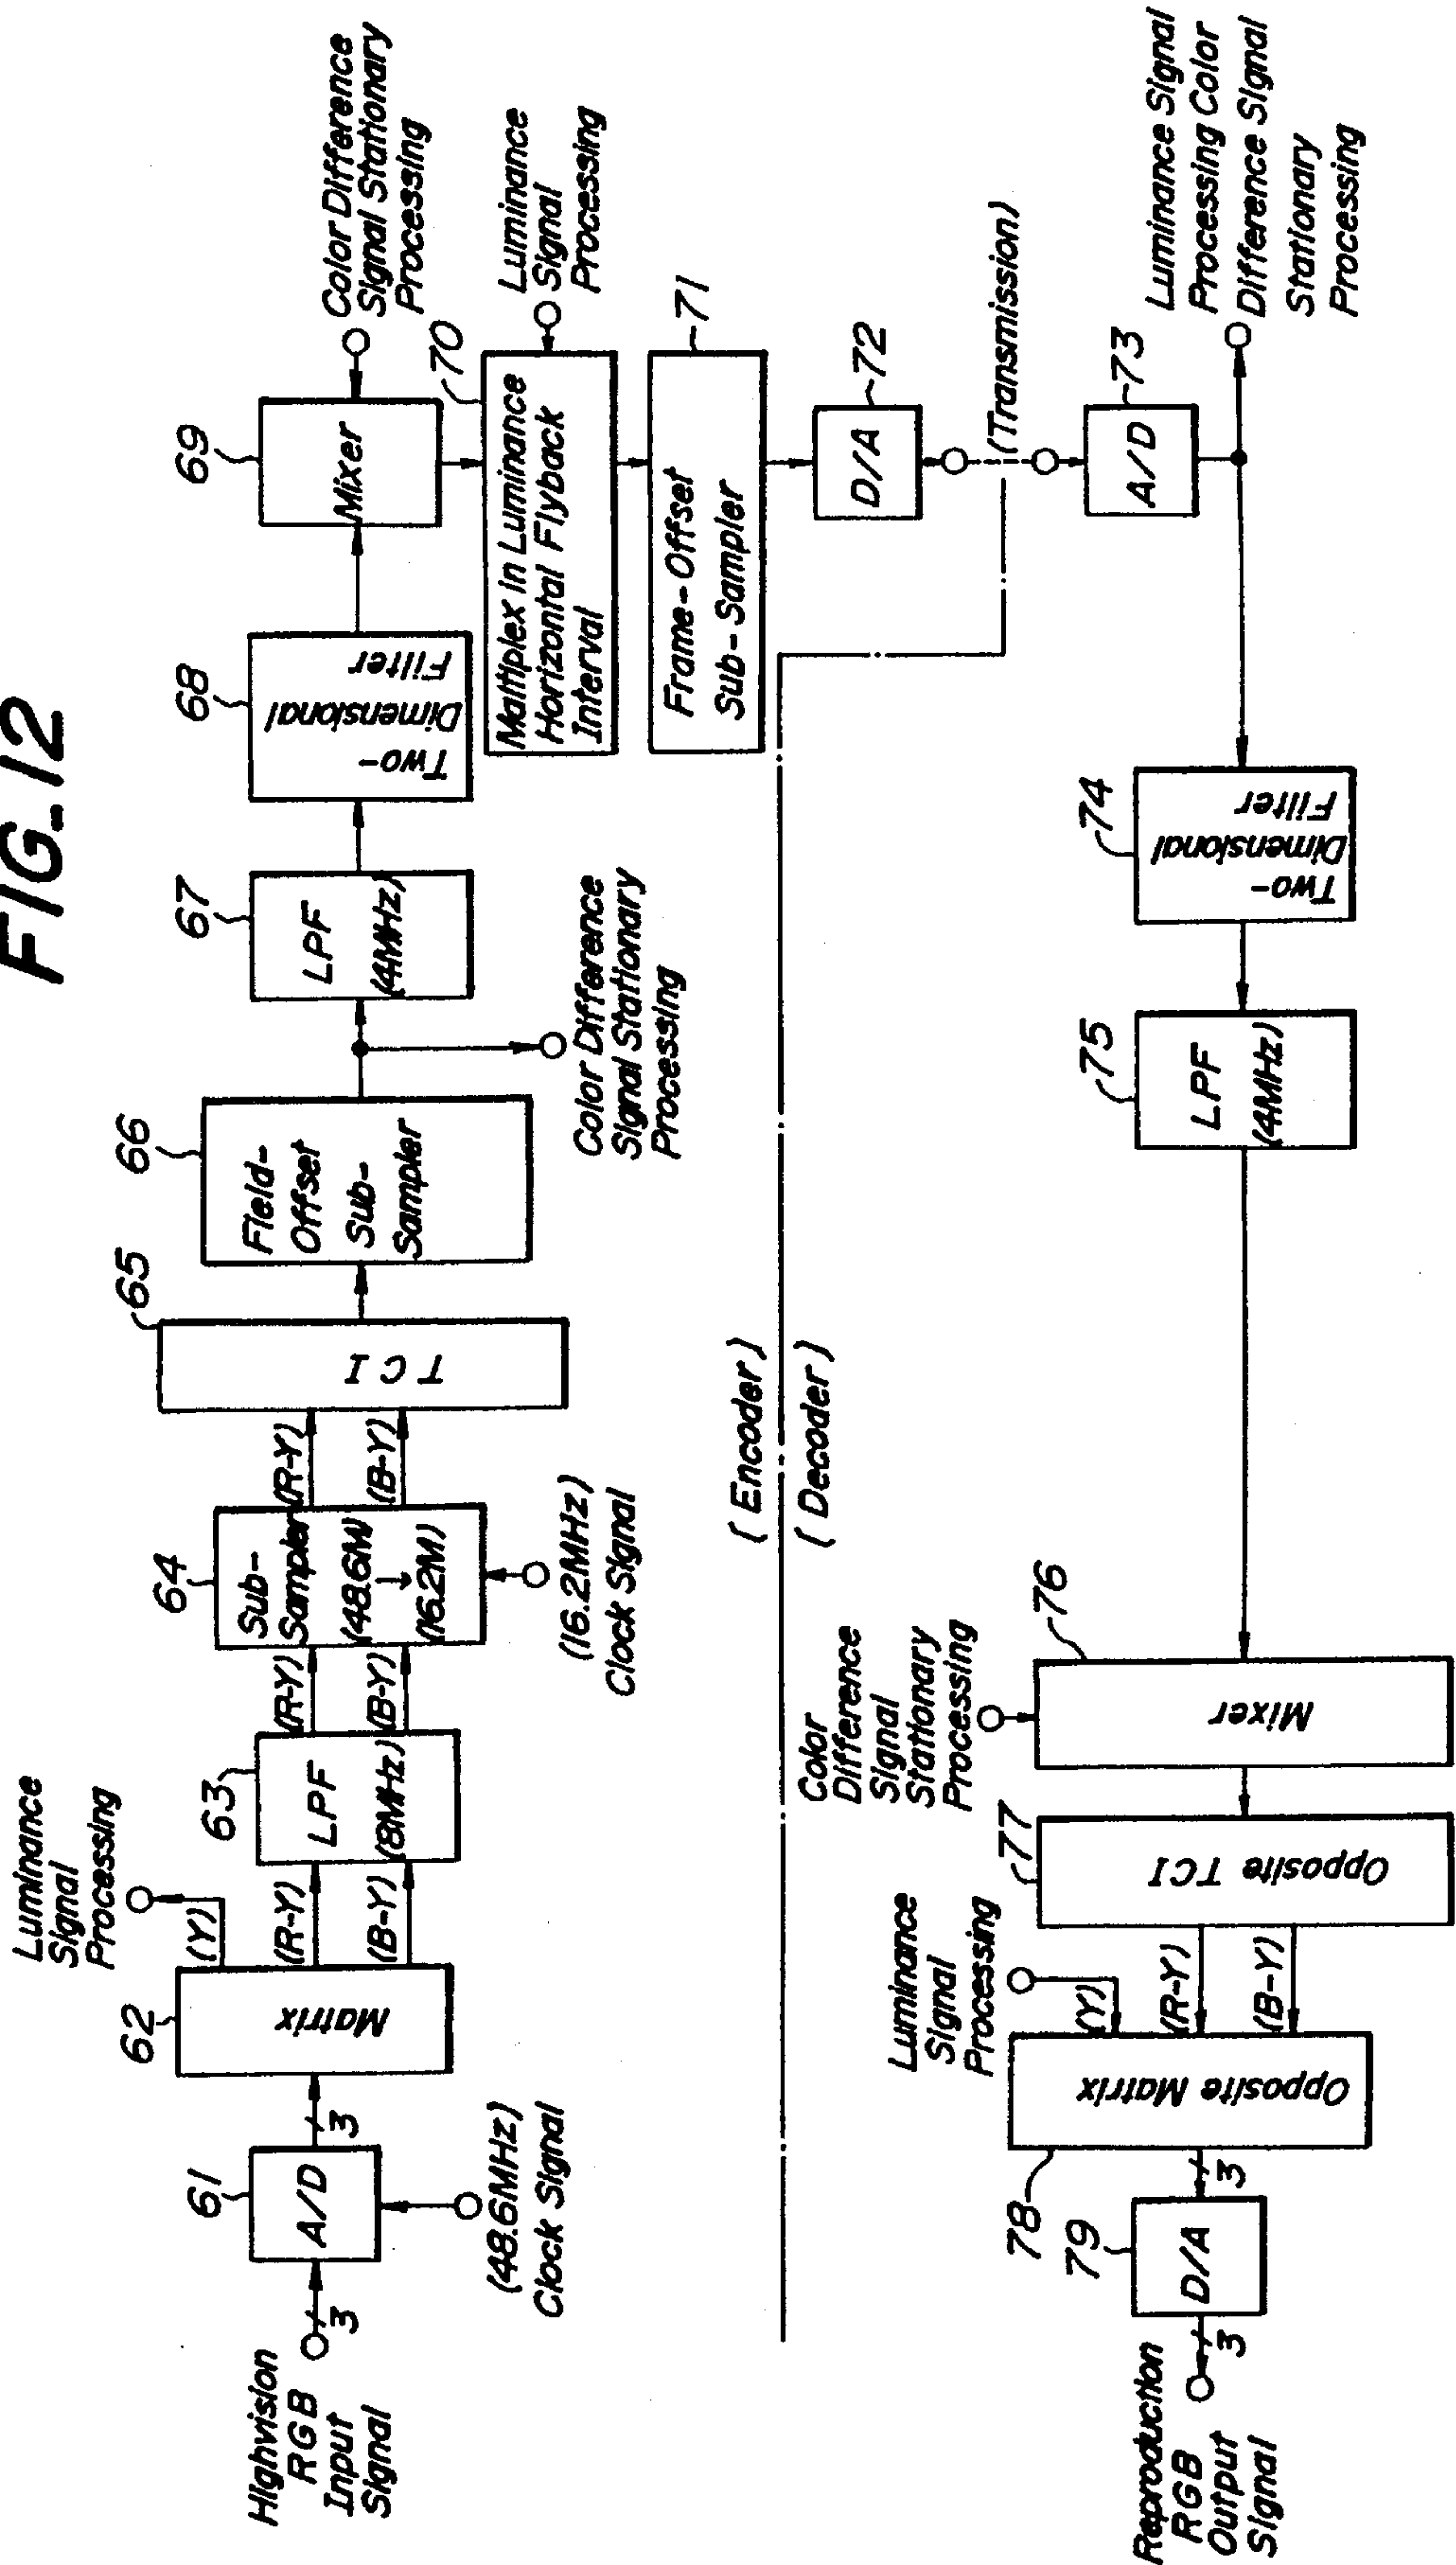 FIG_12
Highvision
RGB
Input
Signal
3
61
A/D
(48.6MHz)
Clock Signal
3
62
Matrix
Luminance
Signal
Processing
(Y)
(R-Y)
(B-Y)
63
LPF
(8MHz)
(R-Y)
(B-Y)
64
Sub-
Sampler
(48.6M
↓
16.2M)
(16.2MHz)
Clock Signal
(R-Y)
(B-Y)
65
TCI
66
Field-
Offset
Sub-
Sampler
Color Difference
Signal Stationary
Processing
67
LPF
(4MHz)
68
Two-
Dimensional
Filter
69
Mixer
Color Difference
Signal Stationary
Processing
70
Maltiplex in Luminance
Horizontal Flyback
Interval
Luminance
Signal
Processing
71
Frame-Offset
Sub-Sampler
72
D/A
(Transmission)
(Encoder)
(Decoder)
73
A/D
Luminance Signal
Processing Color
Difference Signal
Stationary
Processing
74
Two-
Dimensional
Filter
75
LPF
(4MHz)
76
Mixer
Color
Difference
Signal
Stationary
Processing
77
Opposite TCI
Luminance
Signal
Processing
(Y)
(R-Y)
(B-Y)
78
Opposite Matrix
3
79
D/A
3
Reproduction
RGB
Output
Signal